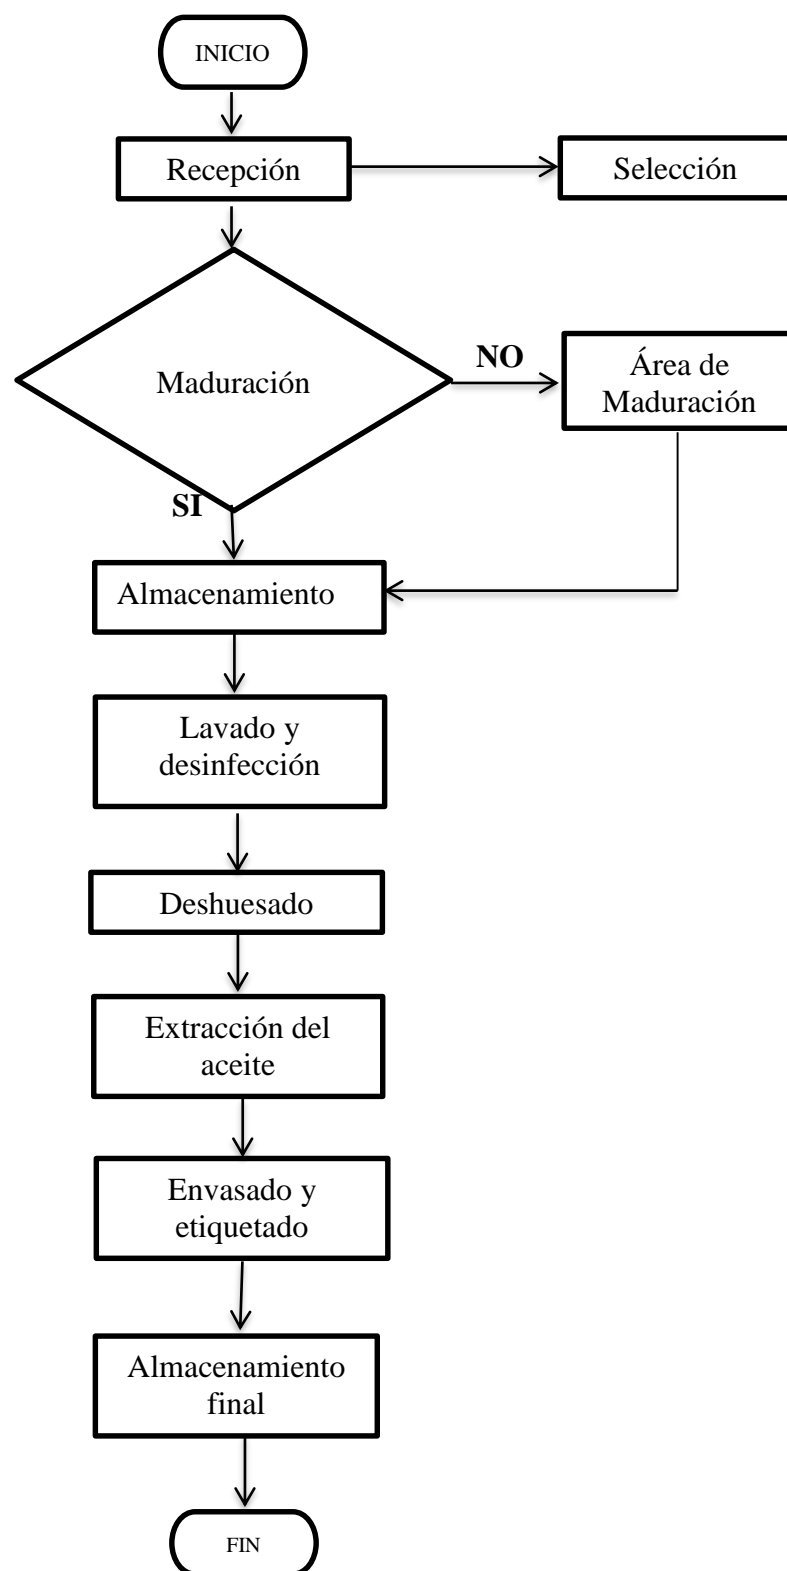 INICIO
Recepción
Selección
Maduración
NO
Área de
Maduración
SI
Almacenamiento
Lavado y
desinfección
Deshuesado
Extracción del
aceite
Envasado y
etiquetado
Almacenamiento
final
FIN